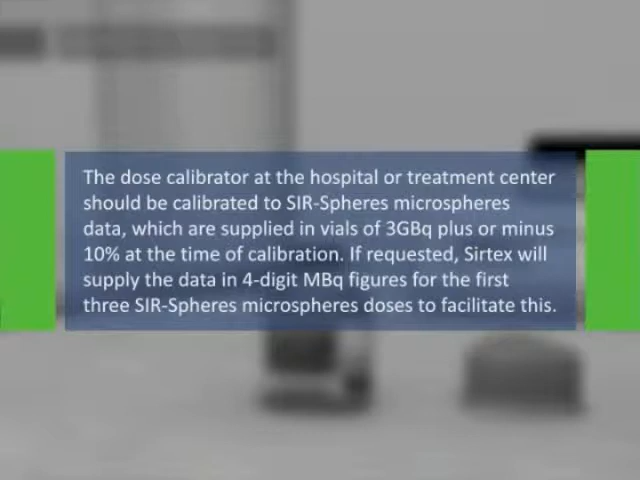 The dose calibrator at the hospital or treatment center
should be calibrated to SIR-Spheres microspheres
data, which are supplied in vials of 3GBq plus or minus
10% at the time of calibration. If requested, Sirtex will
supply the data in 4-digit MBq figures for the first
three SIR-Spheres microspheres doses to facilitate this.